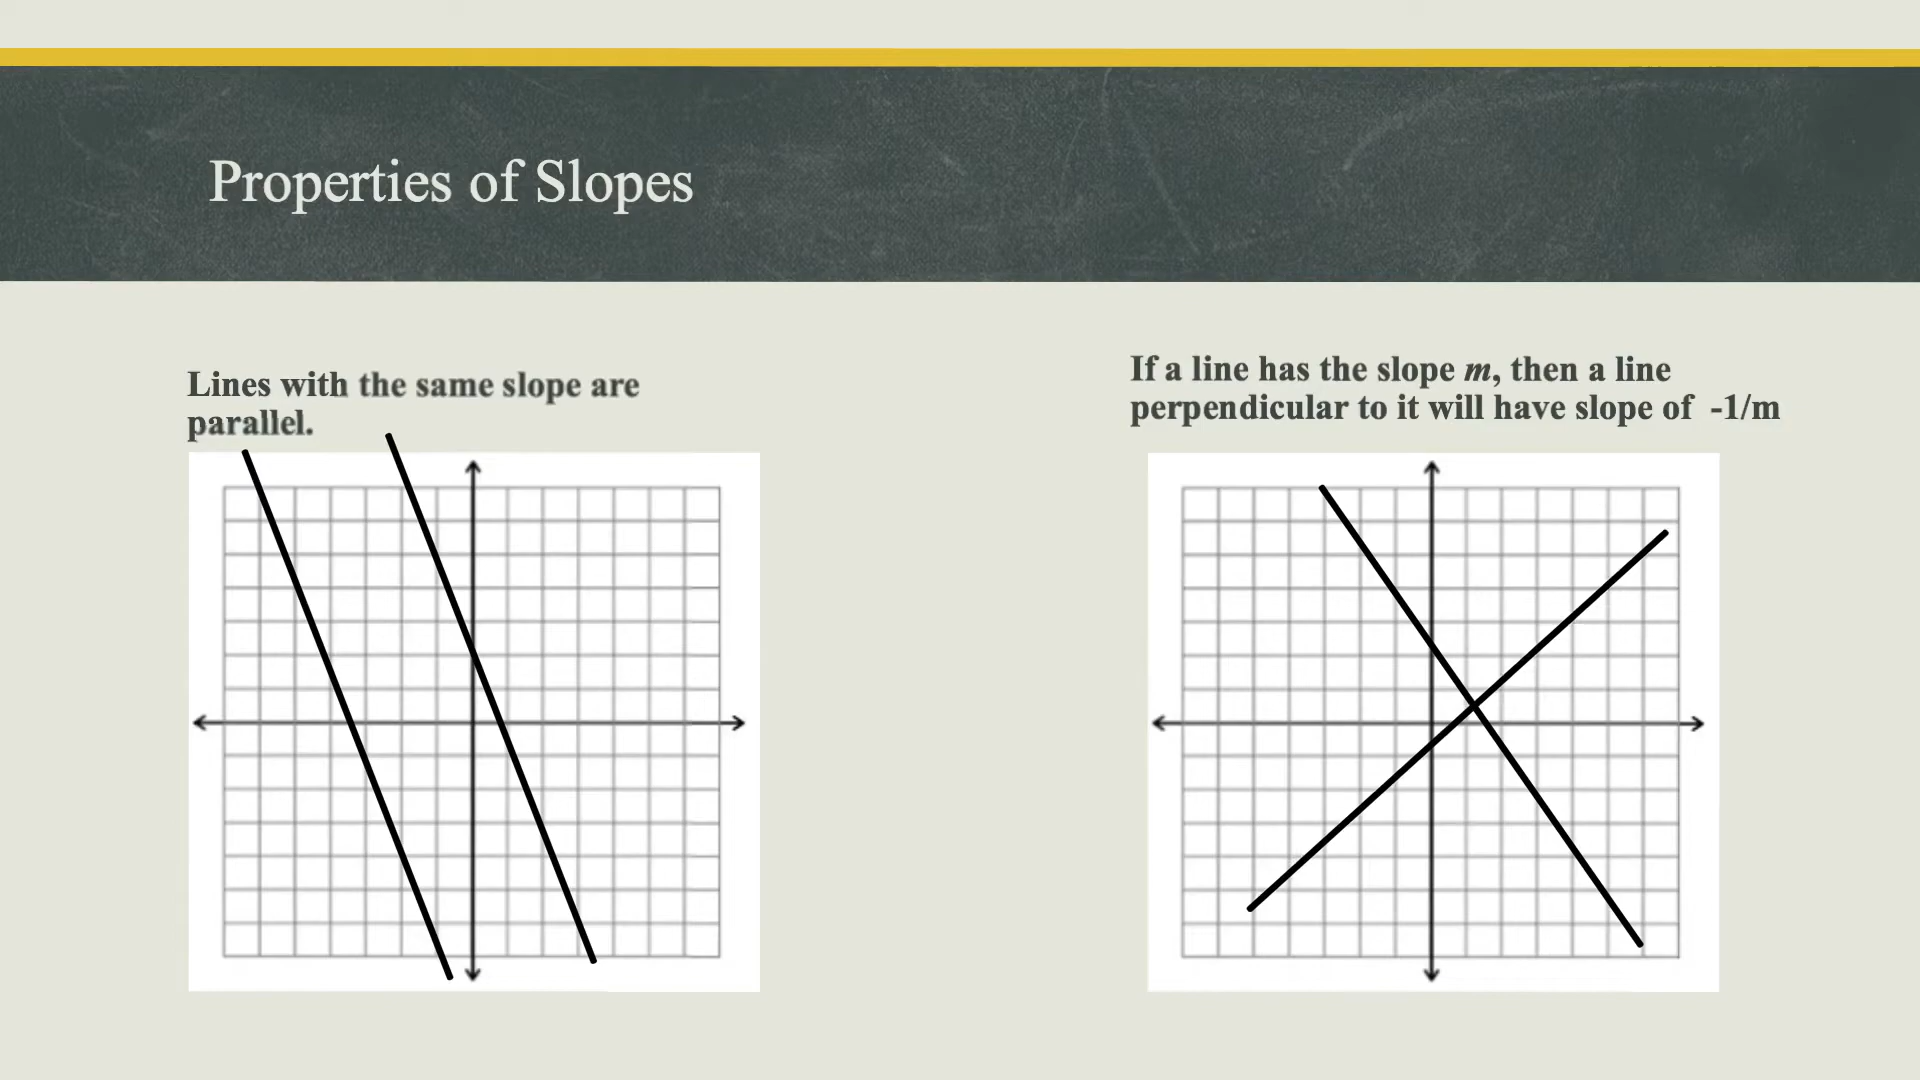 Properties of Slopes
Lines with the same slope are
parallel.
If a line has the slope m, then a line
perpendicular to it will have slope of -1/m